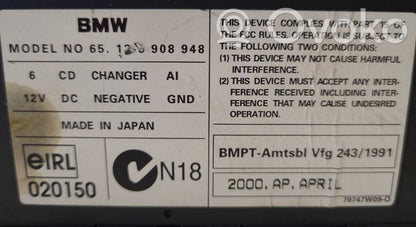 BMW
MODEL NO 65. 908 948
6 CD CHANGER AI
12V DC NEGATIVE GND
MADE IN JAPAN
eIRL
020150
N18
THIS DEVICE COMPLIES WITH PART 15 OF
THE FCC RULES. OPERATION IS SUBJECT TO
THE FOLLOWING TWO CONDITIONS:
(1) THIS DEVICE MAY NOT CAUSE HARMFUL
INTERFERENCE.
(2) THIS DEVICE MUST ACCEPT ANY INTER-
FERENCE RECEIVED INCLUDING INTER-
FERENCE THAT MAY CAUSE UNDESIRED
OPERATION.
BMPT-Amtsbl Vfg 243/1991
2000.AP.APRIL
70747W09-O
Ovoko